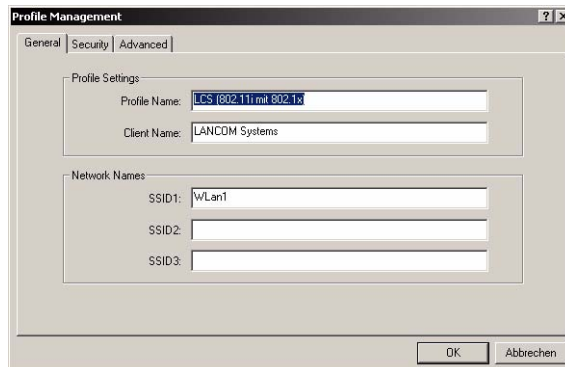 Profile Management
General Security Advanced
Profile Settings
Profile Name: LCS (802.11i mit 802.1x)
Client Name: LANCOM Systems
Network Names
SSID1: WLan1
SSID2:
SSID3:
OK Abbrechen